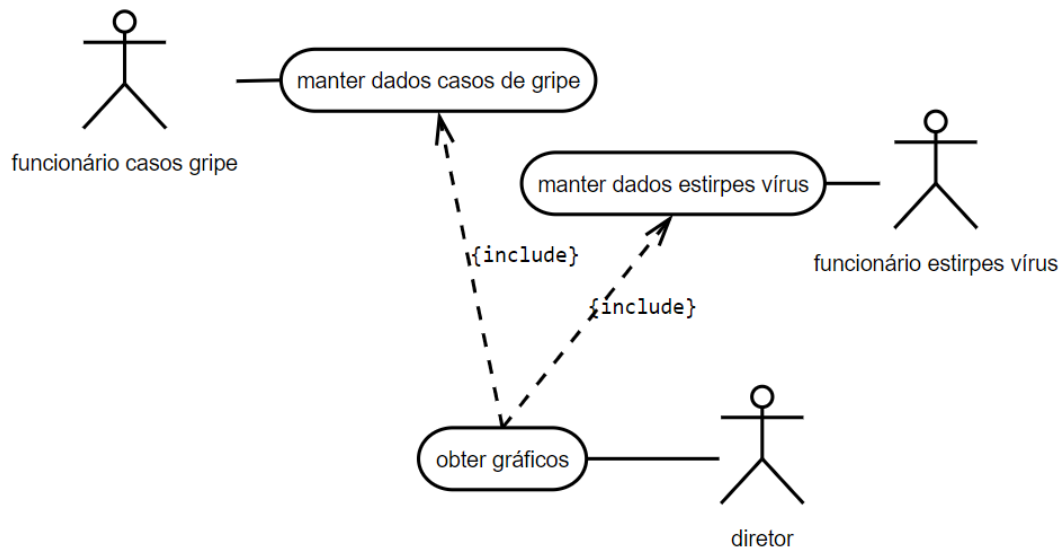 manter dados casos de gripe
funcionário casos gripe
manter dados estirpes vírus
funcionário estirpes vírus
{include}
{include}
obter gráficos
diretor